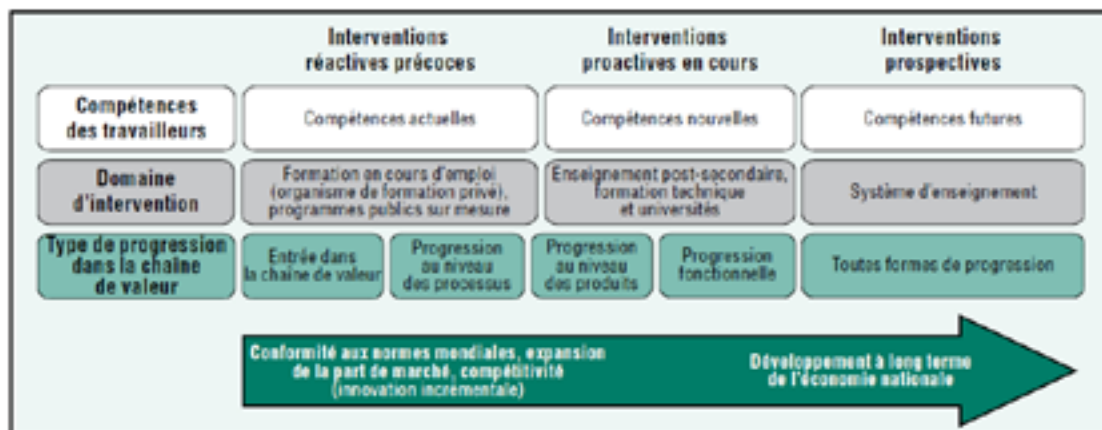 Interventions
réactives précoces
Interventions
proactives en cours
Interventions
prospectives
Compétences
des travailleurs
Compétences actuelles
Compétences nouvelles
Compétences futures
Domaine
d'intervention
Formation en cours d'emploi
(organisme de formation privé),
programmes publics sur mesure
Enseignement post-secondaire,
formation technique
et universités
Système d'enseignement
Type de progression
dans la chaîne
de valeur
Entrée dans
la chaîne de valeur
Progression
au niveau
des processus
Progression
au niveau
des produits
Progression
fonctionnelle
Toutes formes de progression
Conformité aux normes mondiales, expansion
de la part de marché, compétitivité
(innovation incrémentale)
Développement à long terme
de l'économie nationale